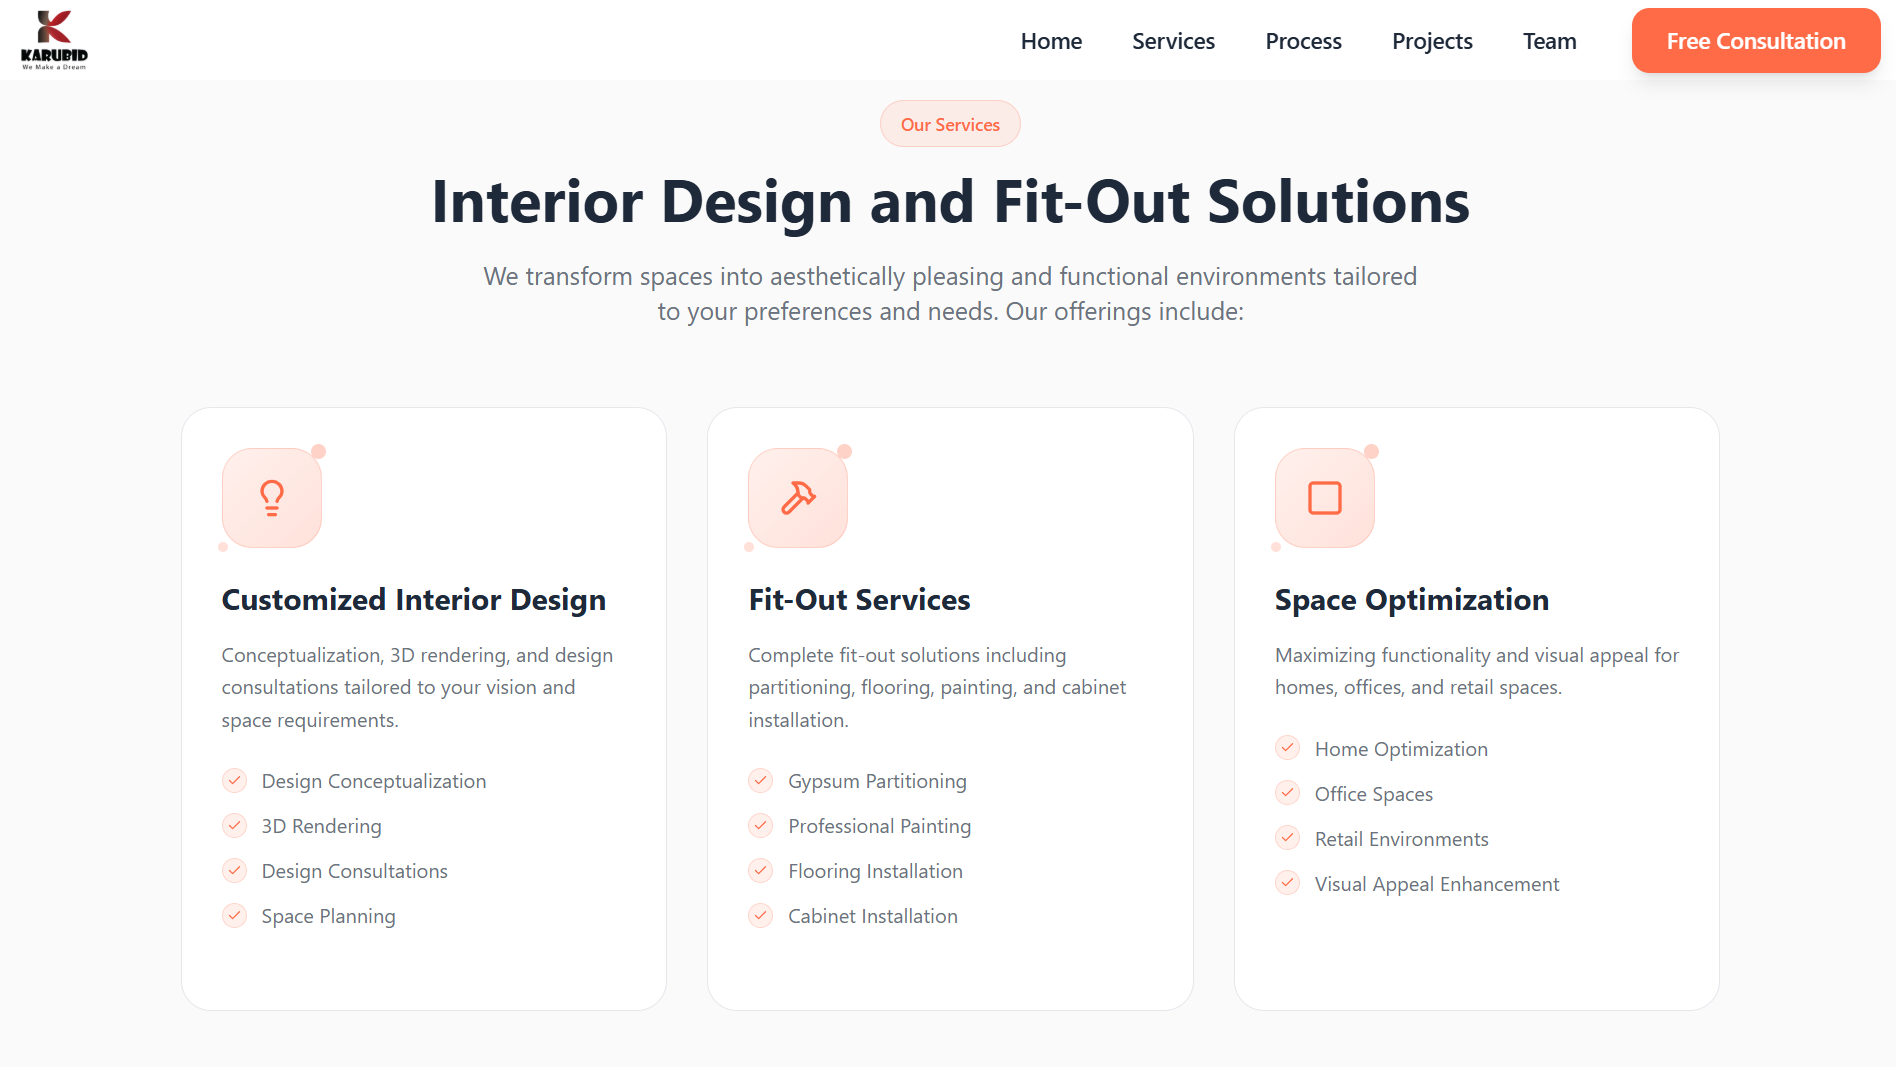 KARUBID
We Make a Dream
Home
Services
Process
Projects
Team
Free Consultation
Our Services
Interior Design and Fit-Out Solutions
We transform spaces into aesthetically pleasing and functional environments tailored
to your preferences and needs. Our offerings include:
Customized Interior Design
Conceptualization, 3D rendering, and design
consultations tailored to your vision and
space requirements.
Design Conceptualization
3D Rendering
Design Consultations
Space Planning
Fit-Out Services
Complete fit-out solutions including
partitioning, flooring, painting, and cabinet
installation.
Gypsum Partitioning
Professional Painting
Flooring Installation
Cabinet Installation
Space Optimization
Maximizing functionality and visual appeal for
homes, offices, and retail spaces.
Home Optimization
Office Spaces
Retail Environments
Visual Appeal Enhancement